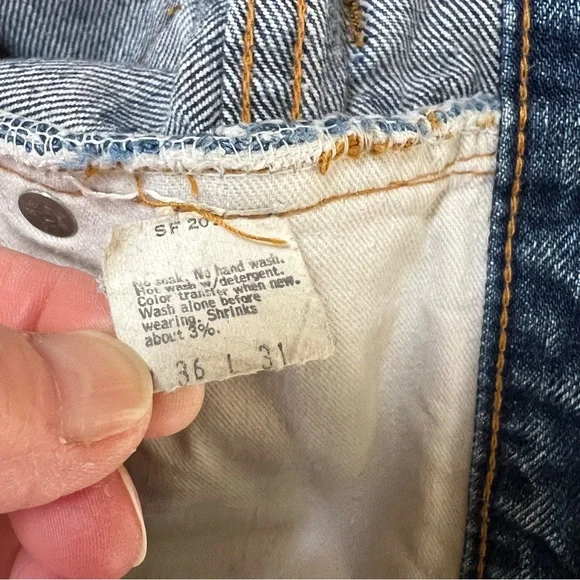 SF 20
No soak. No hand wash.
Hot wash w/detergent.
Color transfer when new.
Wash alone before
wearing. Shrinks
about 3%.
36 L 31